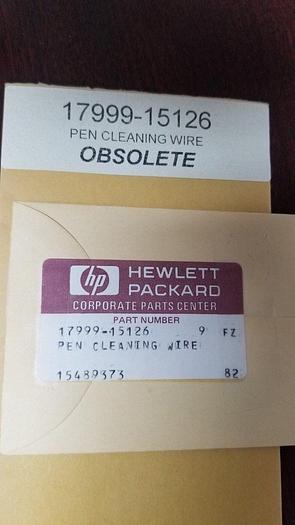 17999-15126
PEN CLEANING WIRE
OBSOLETE
hp HEWLETT
PACKARD
CORPORATE PARTS CENTER
PART NUMBER
17999-15126 9 FZ
PEN CLEANING WIRE
15489373 82